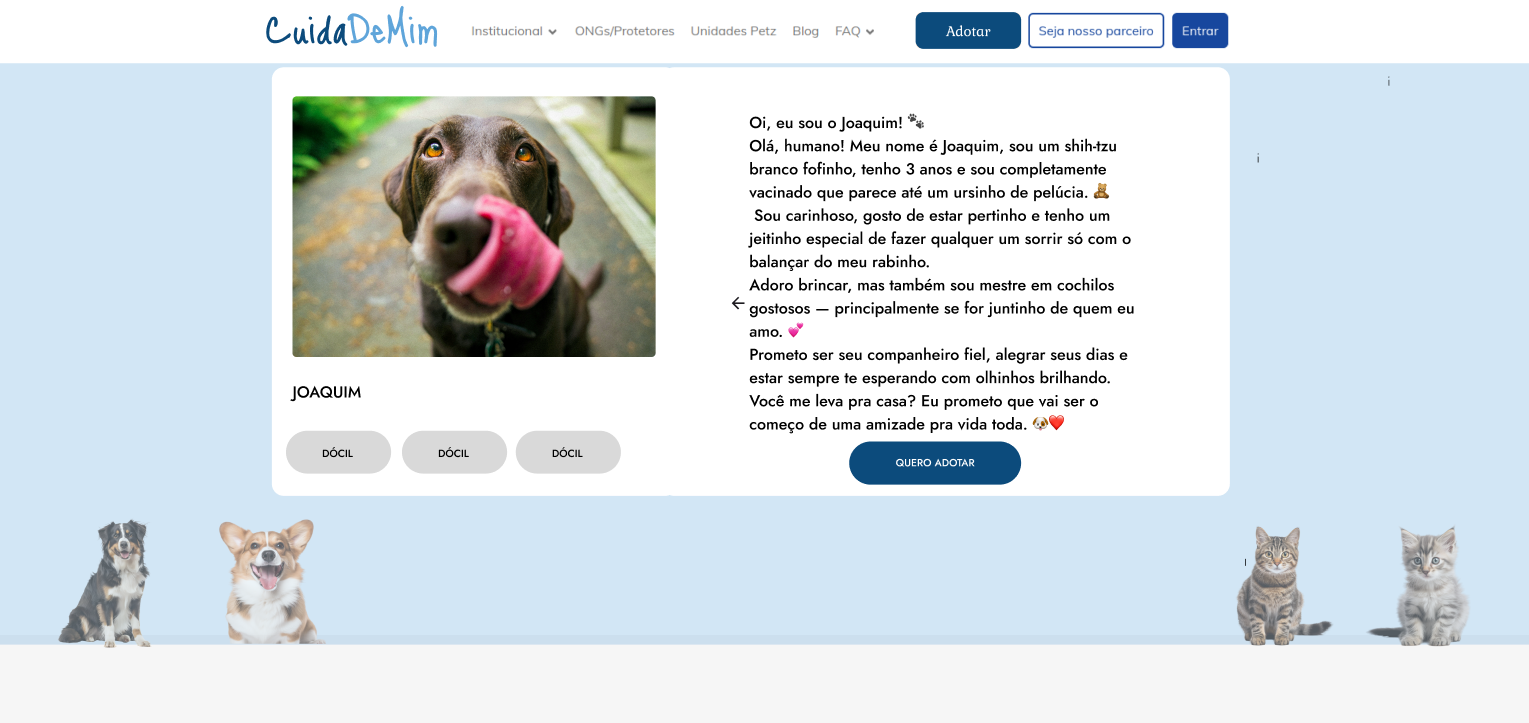 CuidaDeMim
Institucional ONGs/Protetores Unidades Petz Blog FAQ Adotar Seja nosso parceiro Entrar
i
i
Oi, eu sou o Joaquim! 🐾
Olá, humano! Meu nome é Joaquim, sou um shih-tzu
branco fofinho, tenho 3 anos e sou completamente
vacinado que parece até um ursinho de pelúcia. 🧸
Sou carinhoso, gosto de estar pertinho e tenho um
jeitinho especial de fazer qualquer um sorrir só com o
balançar do meu rabinho.
Adoro brincar, mas também sou mestre em cochilos
gostosos — principalmente se for juntinho de quem eu
amo. 💕
Prometo ser seu companheiro fiel, alegrar seus dias e
estar sempre te esperando com olhinhos brilhando.
Você me leva pra casa? Eu prometo que vai ser o
começo de uma amizade pra vida toda. 🐶❤️
QUERO ADOTAR
JOAQUIM
DÓCIL DÓCIL DÓCIL
I